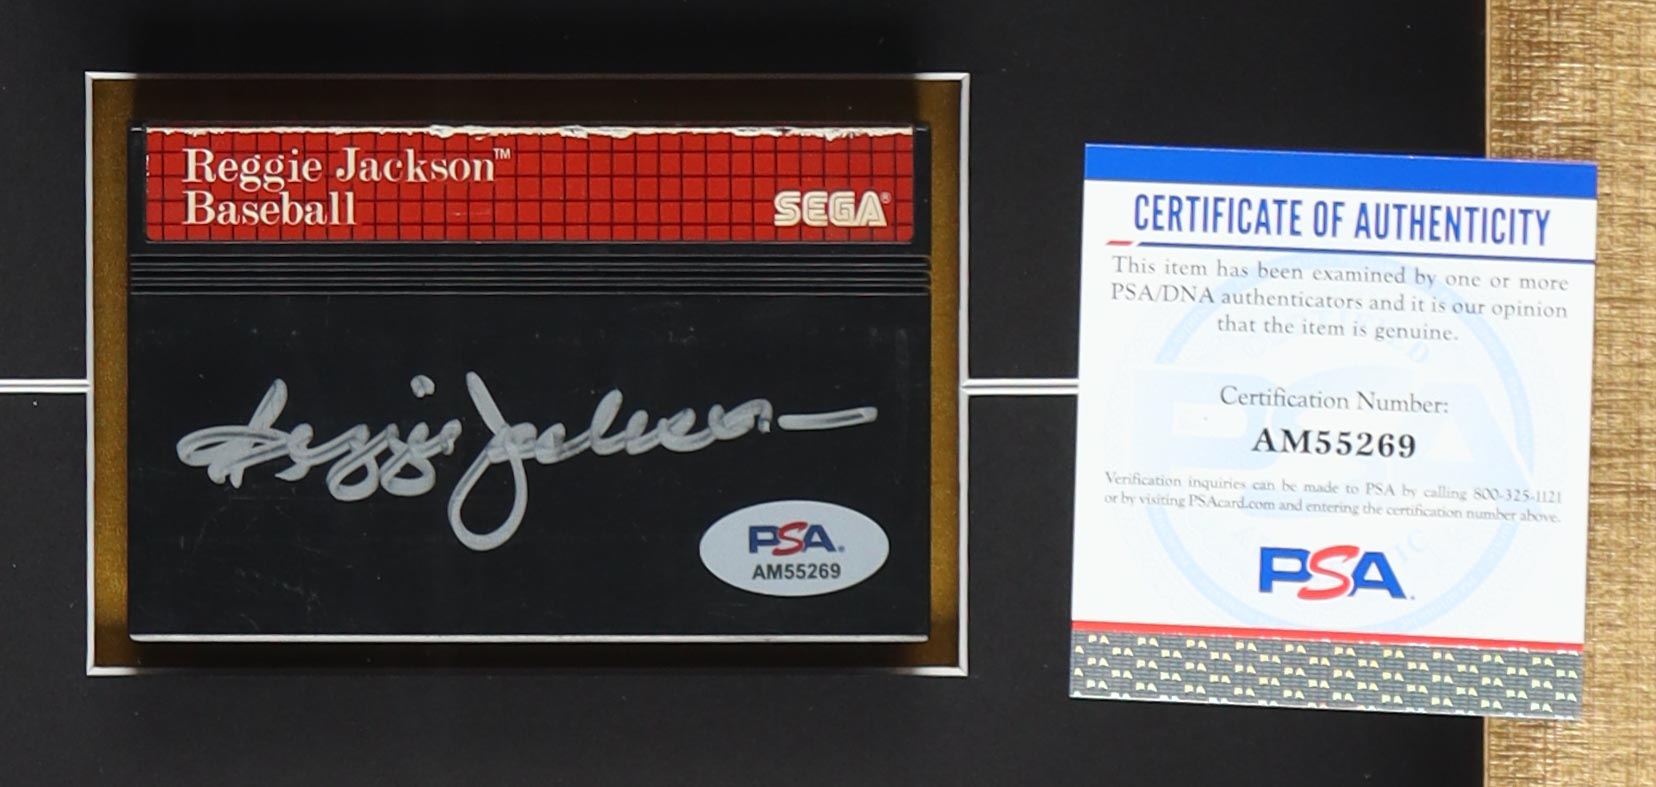 Reggie Jackson™
Baseball
SEGA®
Reggie Jackson
PSA.
AM55269
CERTIFICATE OF AUTHENTICITY
This item has been examined by one or more
PSA/DNA authenticators and it is our opinion
that the item is genuine.
Certification Number:
AM55269
Verification inquiries can be made to PSA by calling 800-325-1121
or by visiting PSAcard.com and entering the certification number above.
PSA.